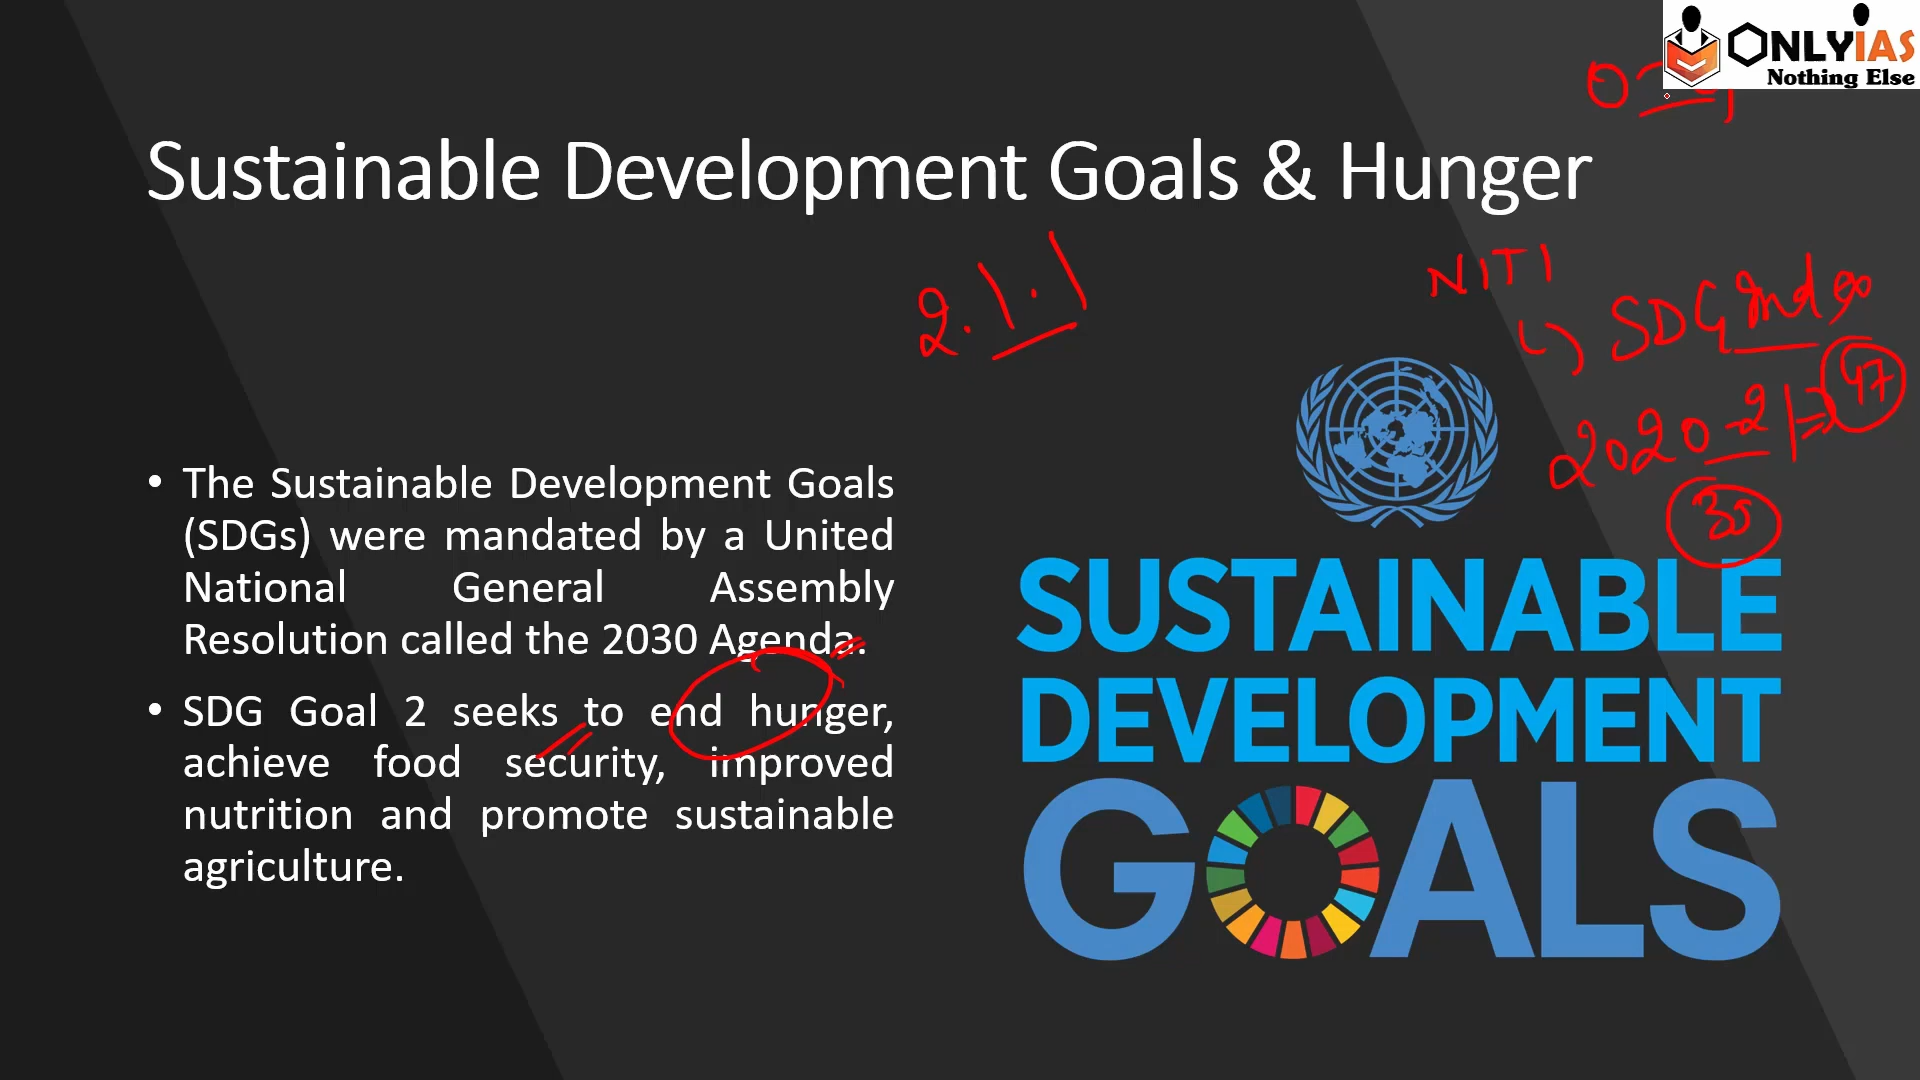 ONLYIAS
Nothing Else
Sustainable Development Goals & Hunger
2.1.1
NITI
SDG Index
2020-21 => 47
35
• The Sustainable Development Goals
(SDGs) were mandated by a United
National General Assembly
Resolution called the 2030 Agenda.
• SDG Goal 2 seeks to end hunger,
achieve food security, improved
nutrition and promote sustainable
agriculture.
SUSTAINABLE
DEVELOPMENT
GOALS